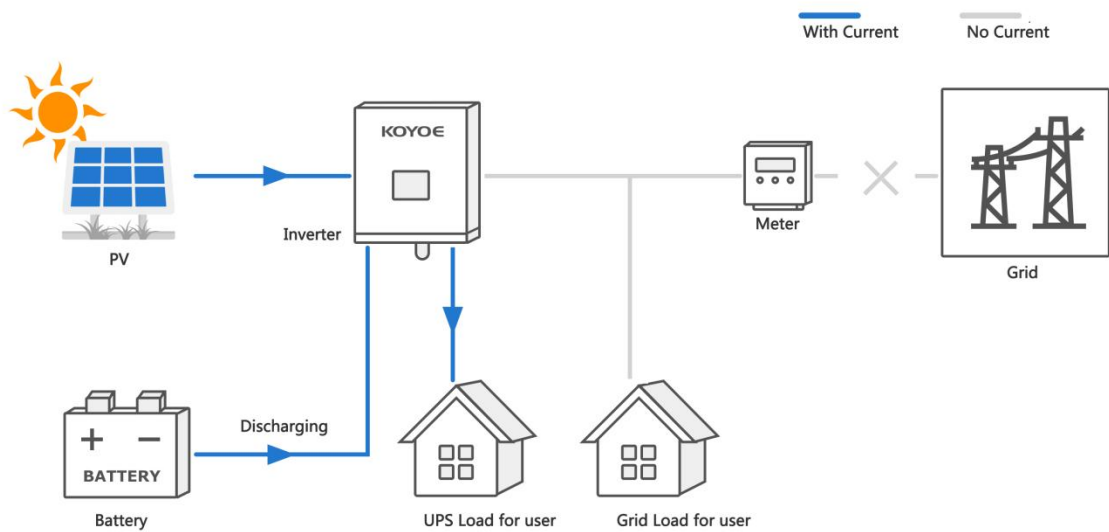 With Current
No Current
KOYOE
Inverter
Meter
PV
Grid
Discharging
+ −
BATTERY
Battery
UPS Load for user
Grid Load for user